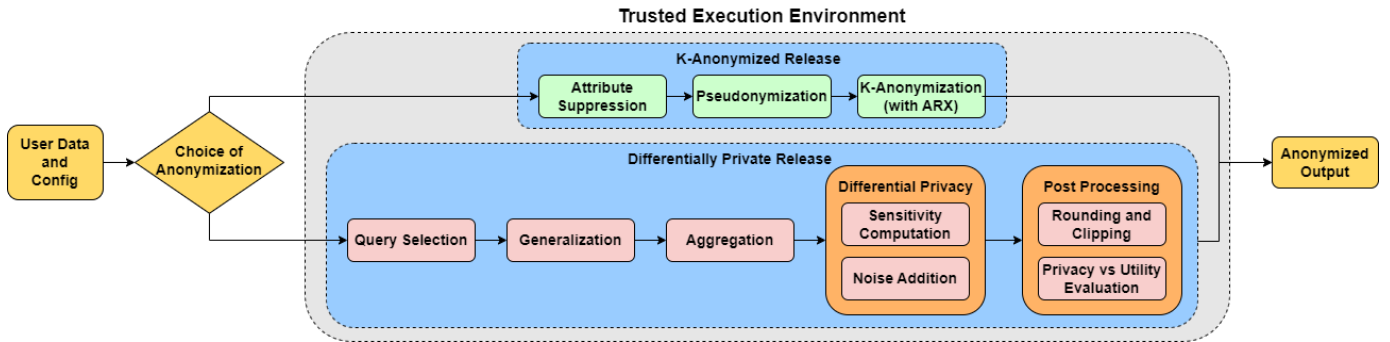 Trusted Execution Environment
K-Anonymized Release
Attribute
Suppression
Pseudonymization
K-Anonymization
(with ARX)
User Data
and
Config
Choice of
Anonymization
Differentially Private Release
Query Selection
Generalization
Aggregation
Differential Privacy
Sensitivity
Computation
Noise Addition
Post Processing
Rounding and
Clipping
Privacy vs Utility
Evaluation
Anonymized
Output